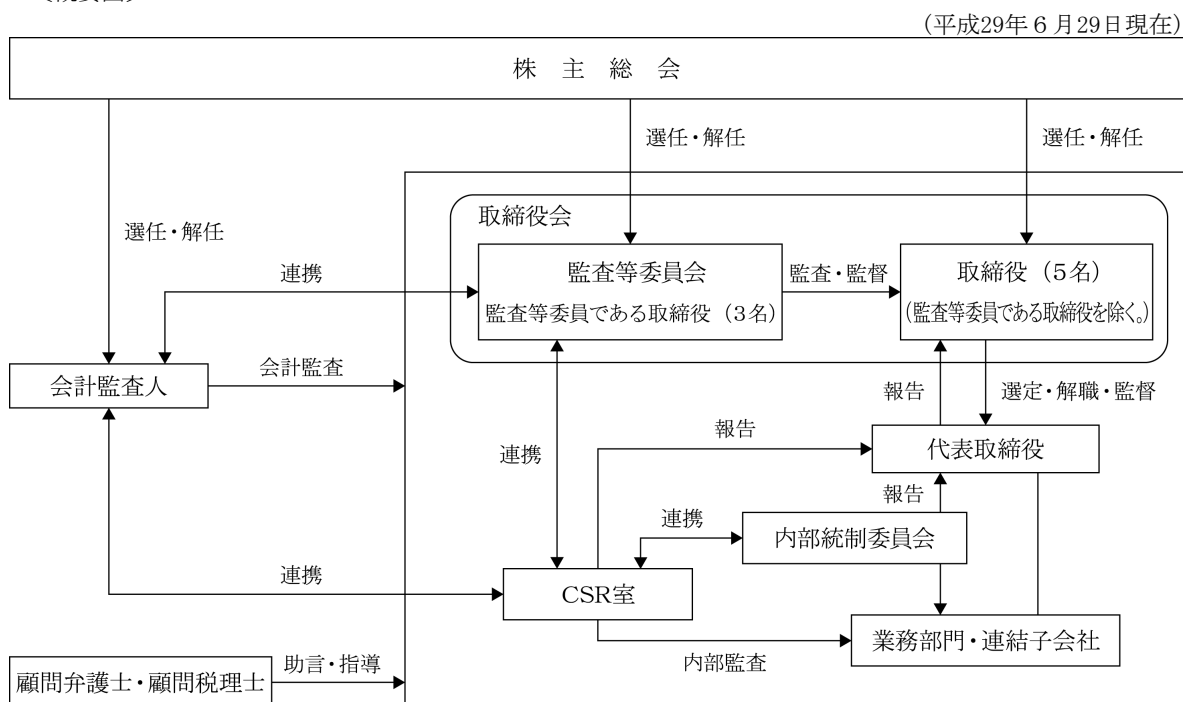 (平成29年6月29日現在)
株 主 総 会
選任・解任
選任・解任
選任・解任
取締役会
連携
監査等委員会
監査等委員である取締役(3名)
監査・監督
取締役(5名)
(監査等委員である取締役を除く。)
会計監査人
会計監査
報告
選定・解職・監督
連携
報告
代表取締役
報告
連携
内部統制委員会
連携
CSR室
業務部門・連結子会社
内部監査
顧問弁護士・顧問税理士
助言・指導